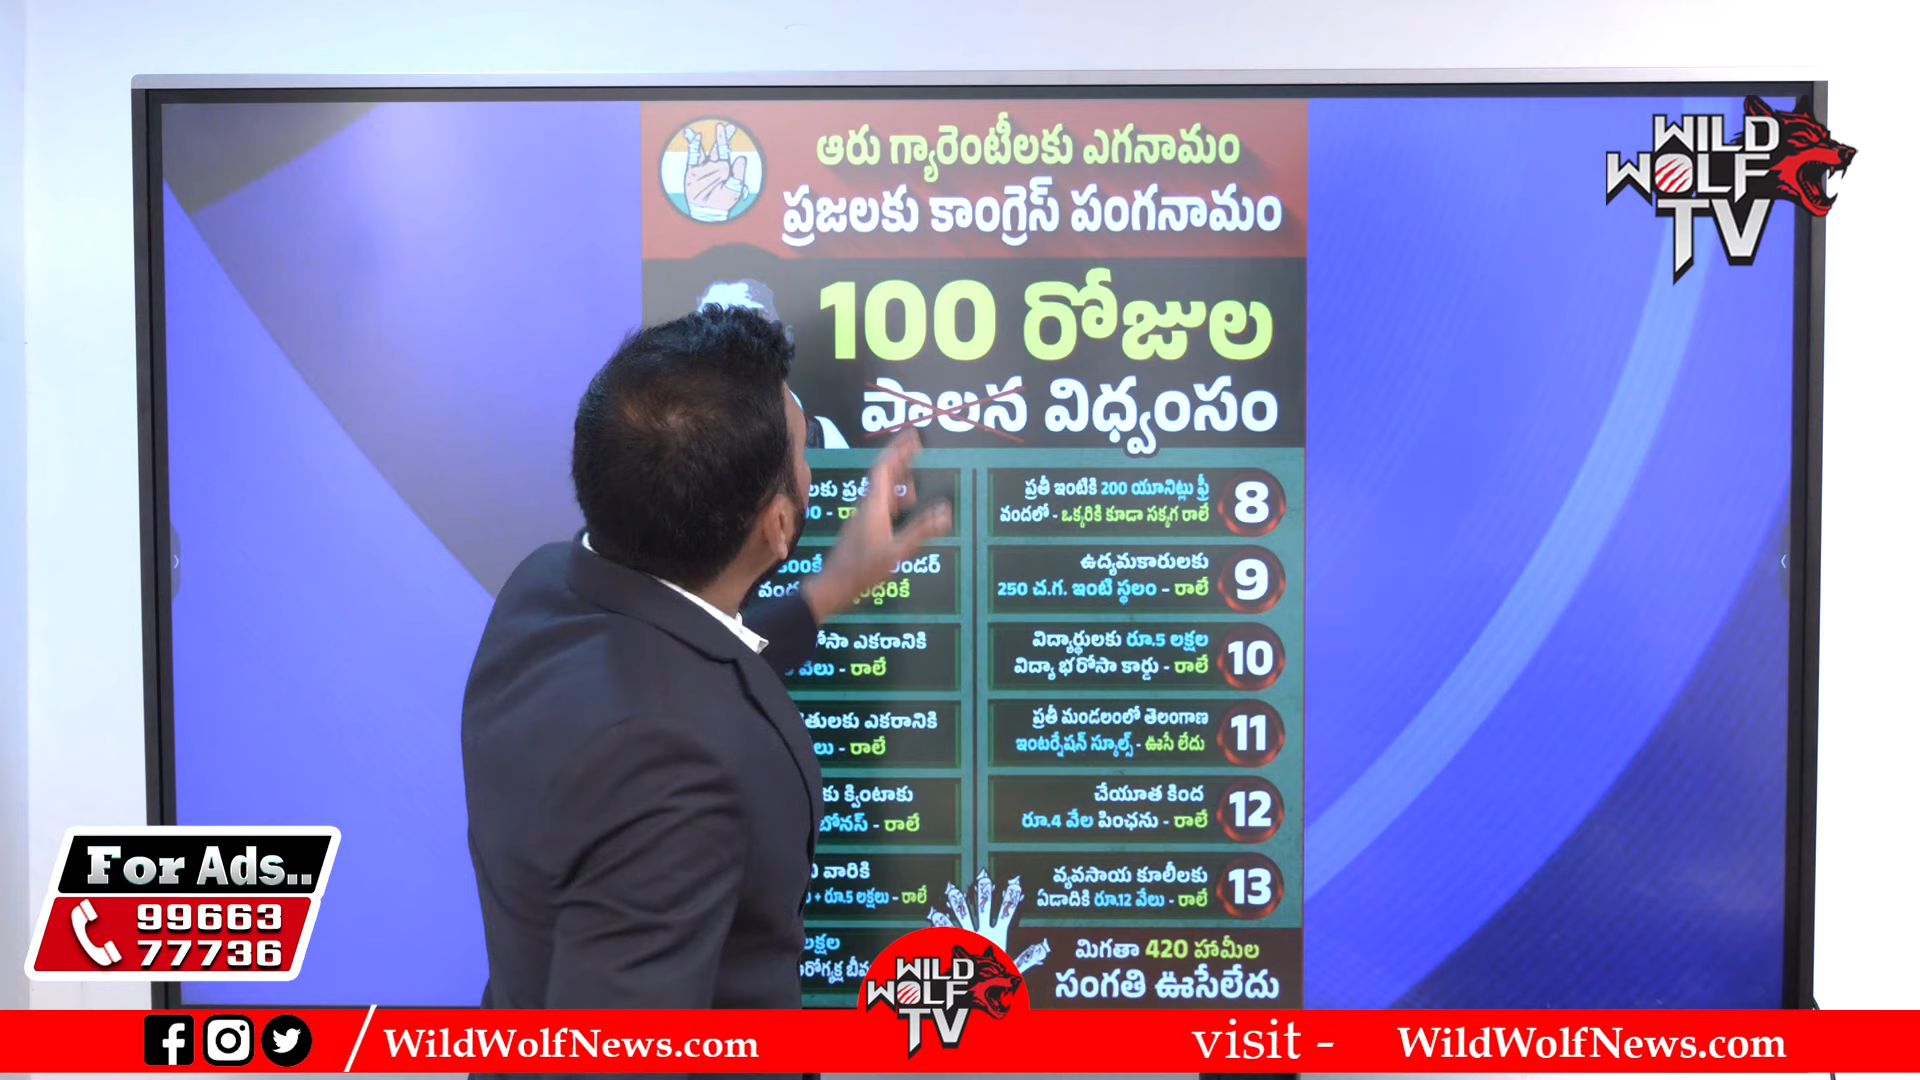 ఆరు గ్యారెంటీలకు ఎగనామం
ప్రజలకు కాంగ్రెస్ పంగనామం
100 రోజుల
పాలన విధ్వంసం
WILD
WOLF
TV
ప్రతీ ఇంటికి 200 యూనిట్లు ఫ్రీ
వందలో - ఒక్కరికి కూడా సక్కగ రాలే
8
ఉద్యమకారులకు
250 చ.గ. ఇంటి స్థలం - రాలే
9
ఎకరానికి
వేలు - రాలే
విద్యార్థులకు రూ.5 లక్షల
విద్యా భరోసా కార్డు - రాలే
10
ఎకరానికి
రాలే
ప్రతీ మండలంలో తెలంగాణ
ఇంటర్నేషన్ స్కూల్స్ - ఊసే లేదు
11
క్వింటాకు
బోనస్ - రాలే
చేయూత కింద
రూ.4 వేల పింఛను - రాలే
12
వారికి
+ రూ.5 లక్షలు - రాలే
వ్యవసాయ కూలీలకు
ఏడాదికి రూ.12 వేలు - రాలే
13
మిగతా 420 హామీల
సంగతి ఊసేలేదు
For Ads..
99663
77736
WILD
WOLF
TV
WildWolfNews.com
visit - WildWolfNews.com